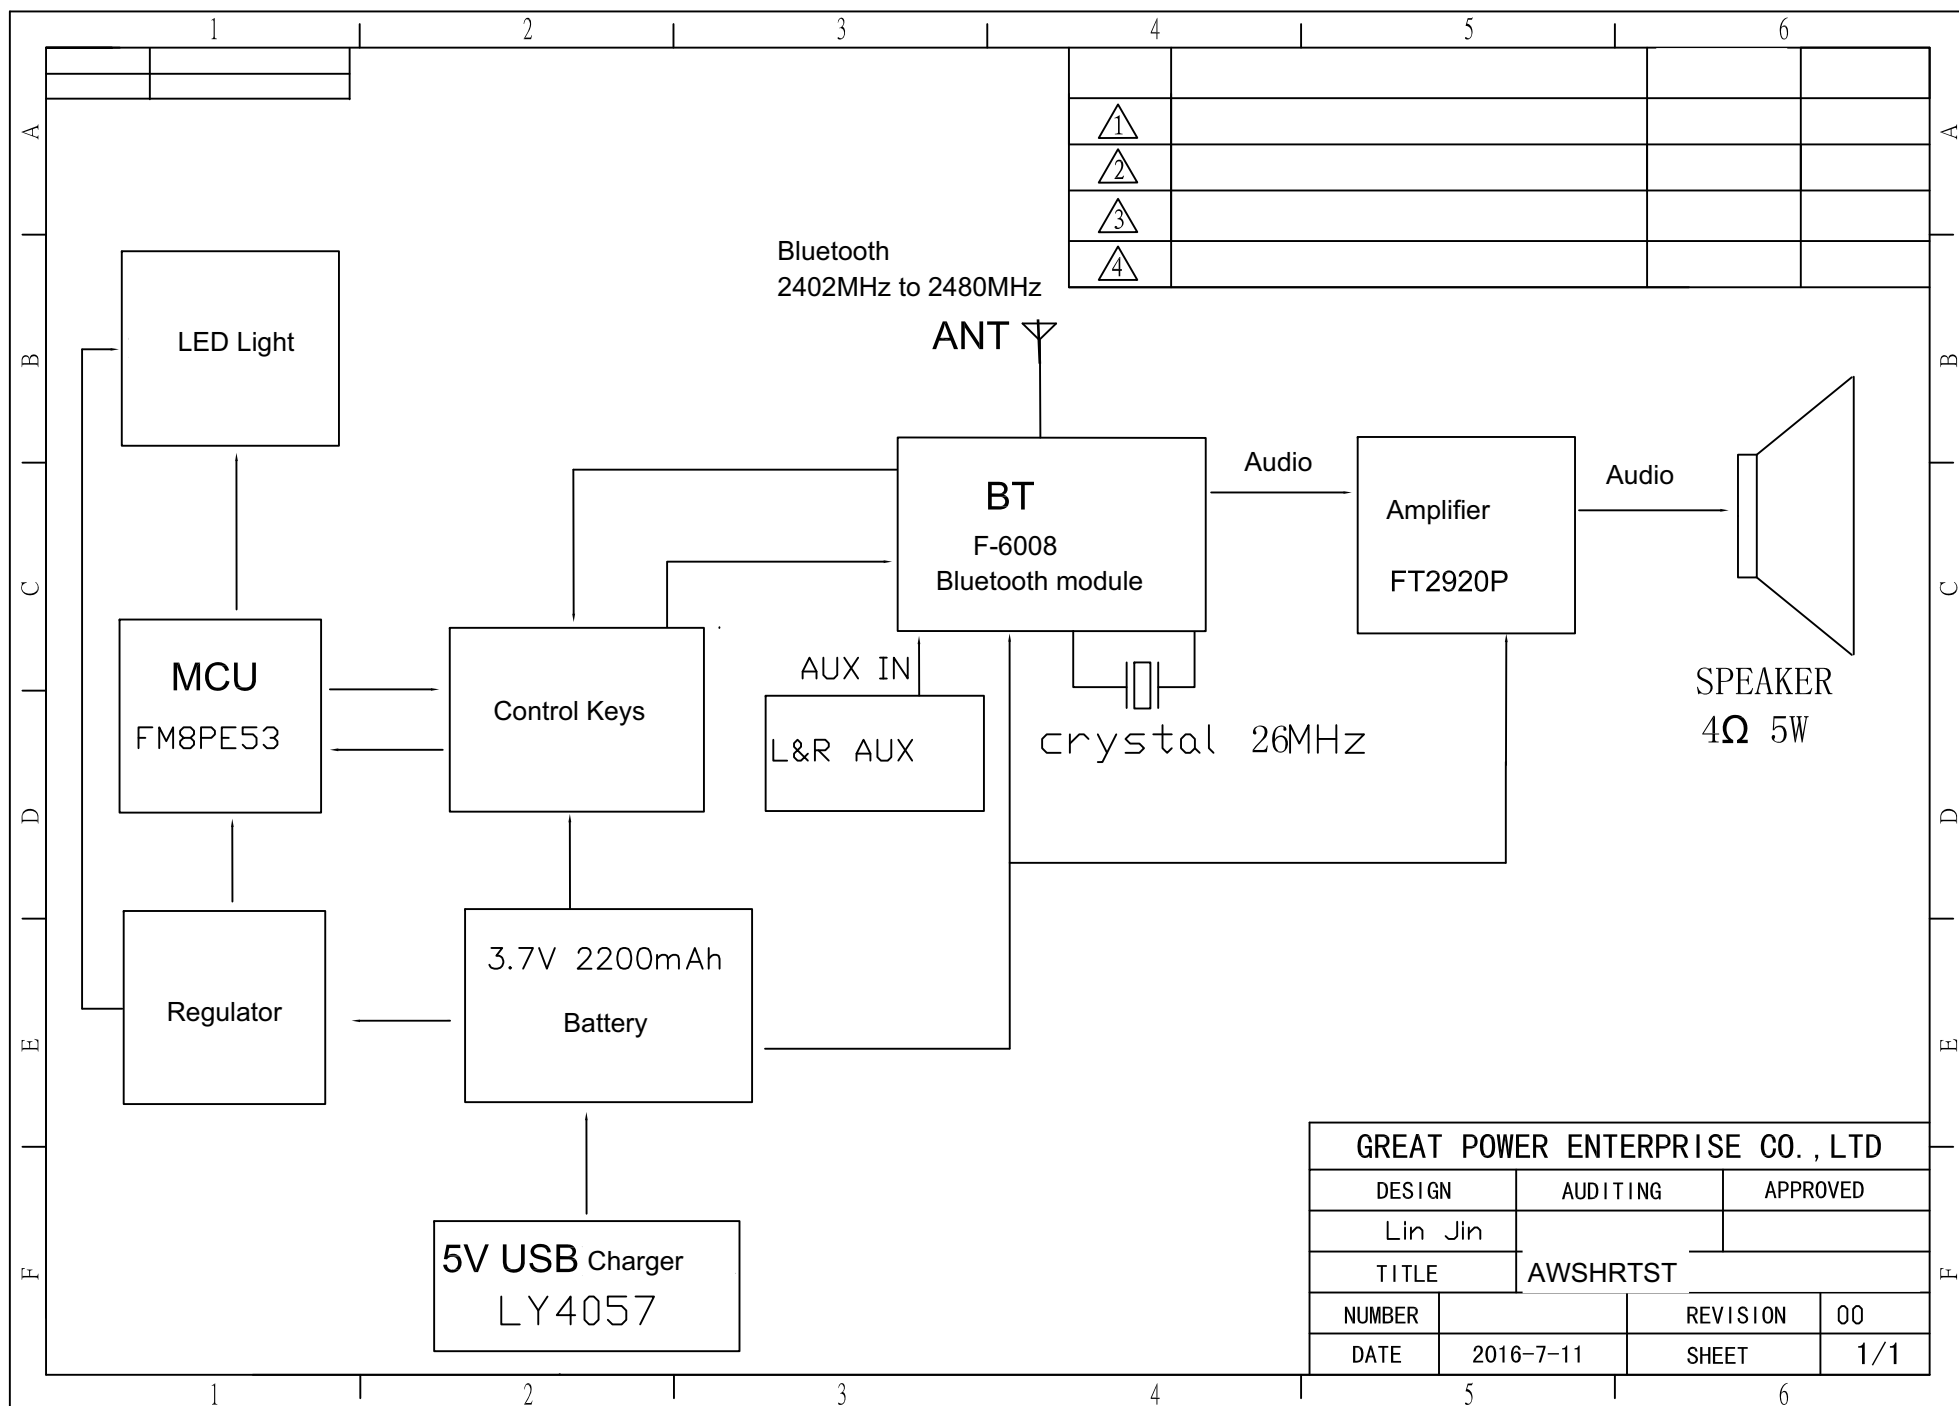 1 2 3 4 5 6
A A
1
2
3
4
Bluetooth
2402MHz to 2480MHz
ANT
B B
LED Light
BT
F-6008
Bluetooth module
Audio
Amplifier
FT2920P
Audio
C C
SPEAKER
4Ω 5W
MCU
FM8PE53
Control Keys
AUX IN
L&R AUX
crystal 26MHz
D D
Regulator
3.7V 2200mAh
Battery
E E
5V USB Charger
LY4057
F F
GREAT POWER ENTERPRISE CO.,LTD
DESIGN AUDITING APPROVED
Lin Jin
TITLE AWSHRTST
NUMBER REVISION 00
DATE 2016-7-11 SHEET 1/1
1 2 3 4 5 6